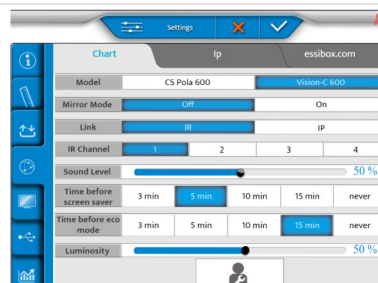 Settings
Chart Ip essibox.com
Model CS Pola 600 Vision-C 600
Mirror Mode Off On
Link IR IP
IR Channel 1 2 3 4
Sound Level 50 %
Time before screen saver 3 min 5 min 10 min 15 min never
Time before eco mode 3 min 5 min 10 min 15 min never
Luminosity 50 %